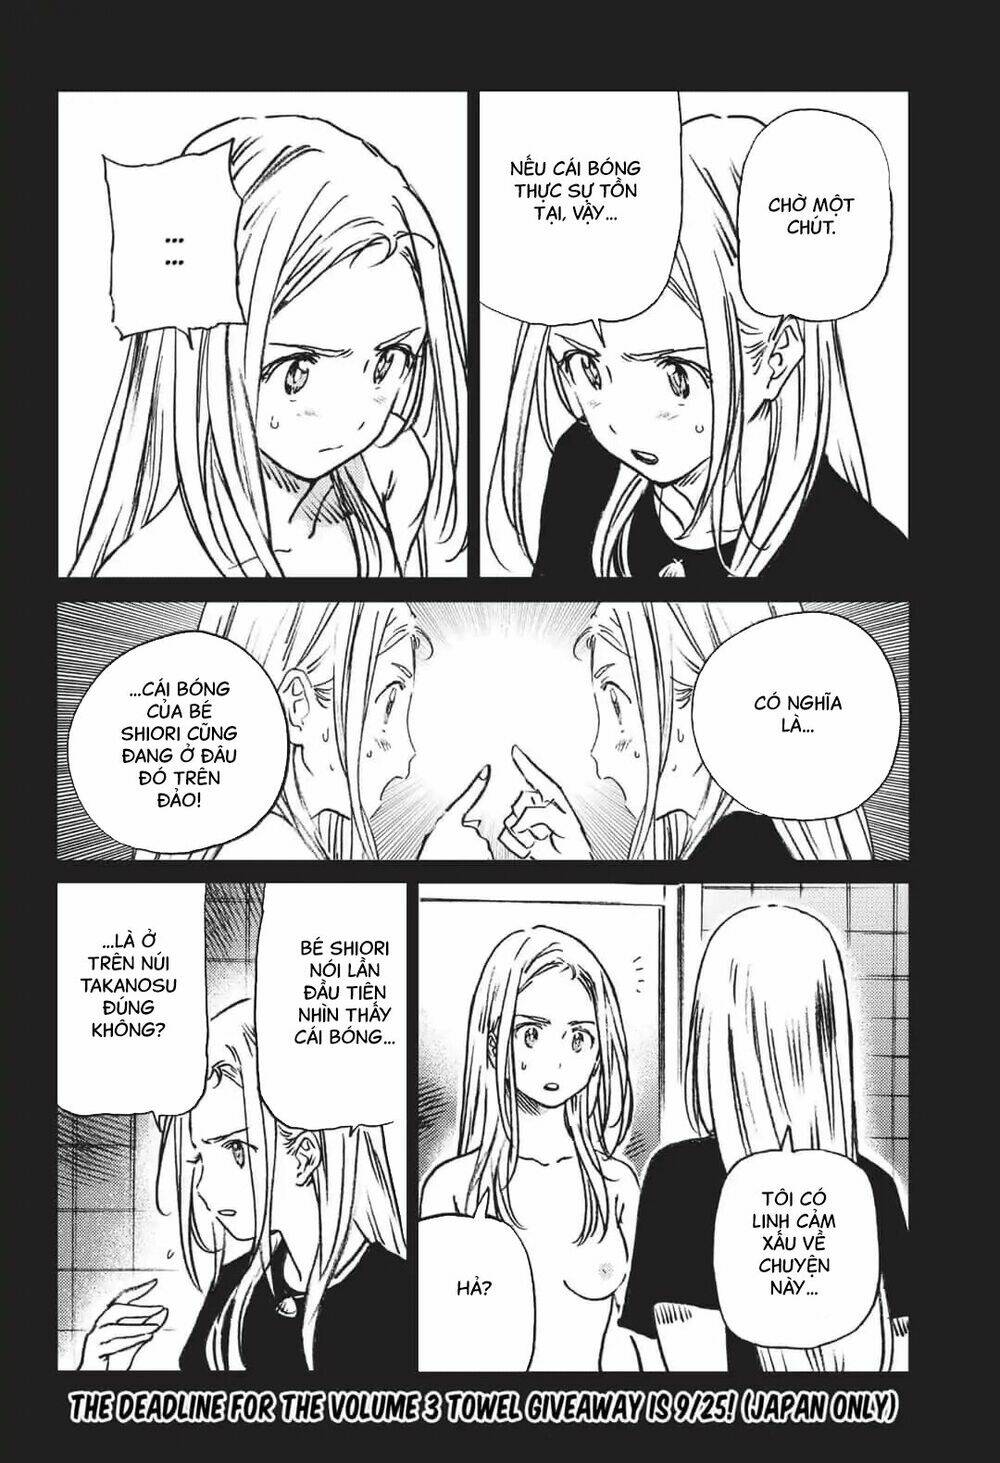 CHỜ MỘT
CHÚT.
NẾU CÁI BÓNG
THỰC SỰ TỒN
TẠI, VẬY...
...
...
CÓ NGHĨA
LÀ...
...CÁI BÓNG
CỦA BÉ
SHIORI CŨNG
ĐANG Ở ĐÂU
ĐÓ TRÊN
ĐẢO!
TÔI CÓ
LINH CẢM
XẤU VỀ
CHUYỆN
NÀY...
HẢ?
BÉ SHIORI
NÓI LẦN
ĐẦU TIÊN
NHÌN THẤY
CÁI BÓNG...
...LÀ Ở
TRÊN NÚI
TAKANOSU
ĐÚNG
KHÔNG?
THE DEADLINE FOR THE VOLUME 3 TOWEL GIVEAWAY IS 9/25! (JAPAN ONLY)